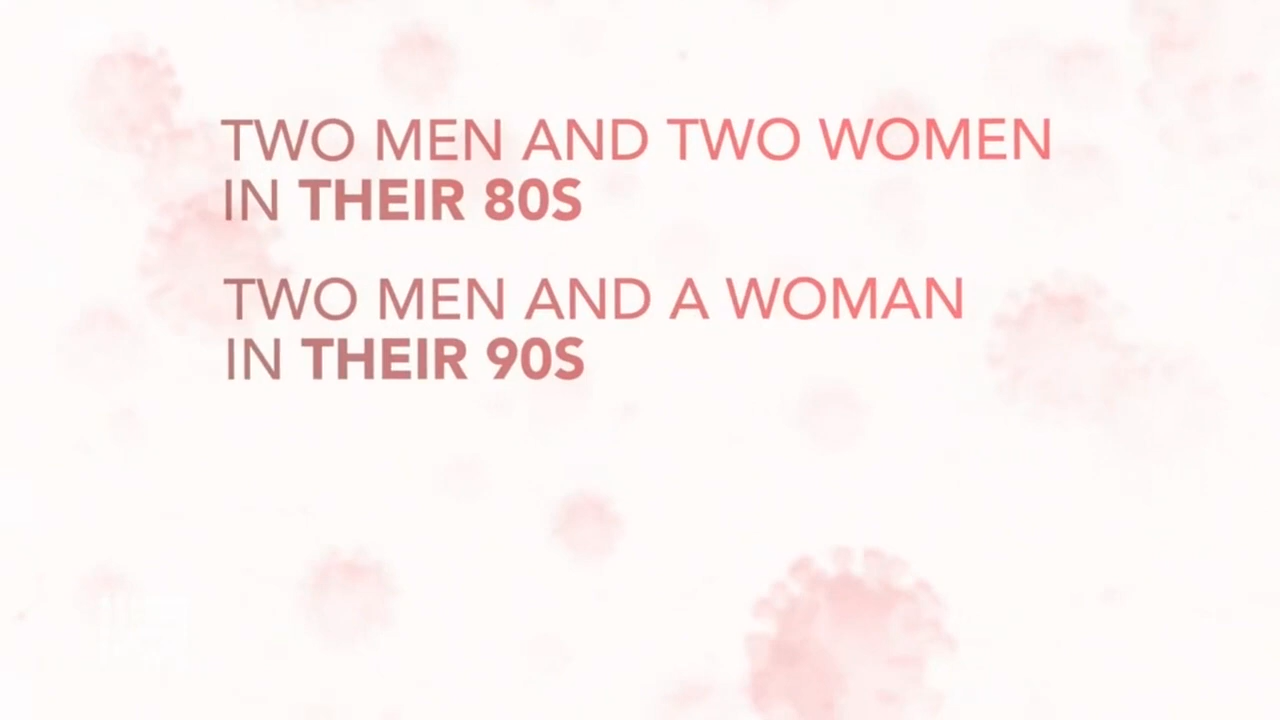 TWO MEN AND TWO WOMEN
IN THEIR 80S
TWO MEN AND A WOMAN
IN THEIR 90S